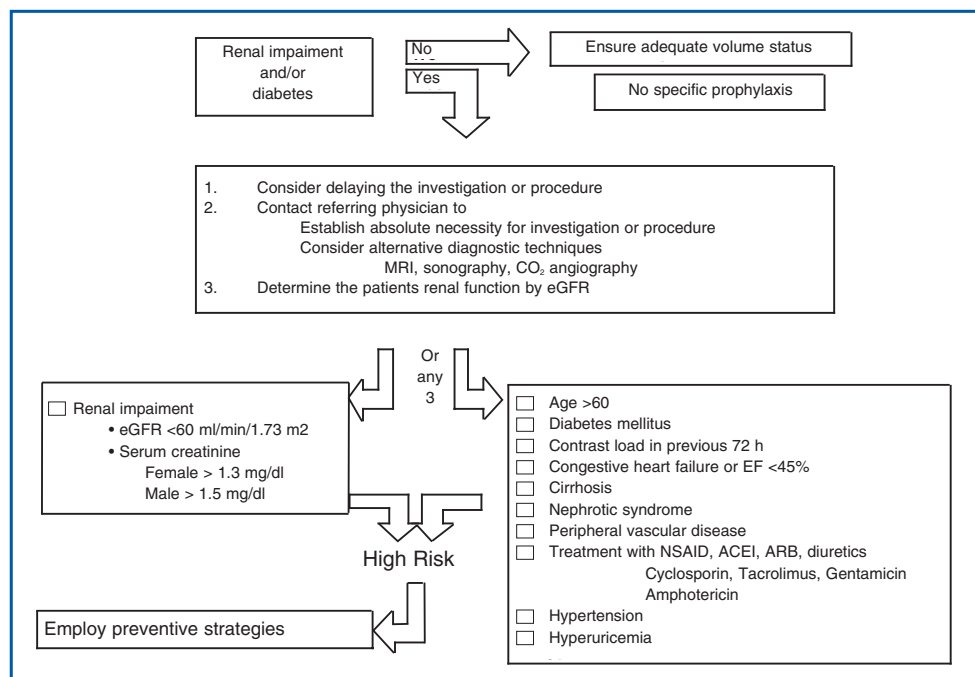 Renal impaiment
and/or
diabetes
No
Yes
Ensure adequate volume status
No specific prophylaxis
1. Consider delaying the investigation or procedure
2. Contact referring physician to
Establish absolute necessity for investigation or procedure
Consider alternative diagnostic techniques
MRI, sonography, CO₂ angiography
3. Determine the patients renal function by eGFR
Or
any
3
Renal impaiment
• eGFR <60 ml/min/1.73 m2
• Serum creatinine
Female > 1.3 mg/dl
Male > 1.5 mg/dl
Age >60
Diabetes mellitus
Contrast load in previous 72 h
Congestive heart failure or EF <45%
Cirrhosis
Nephrotic syndrome
Peripheral vascular disease
Treatment with NSAID, ACEI, ARB, diuretics
Cyclosporin, Tacrolimus, Gentamicin
Amphotericin
Hypertension
Hyperuricemia
High Risk
Employ preventive strategies